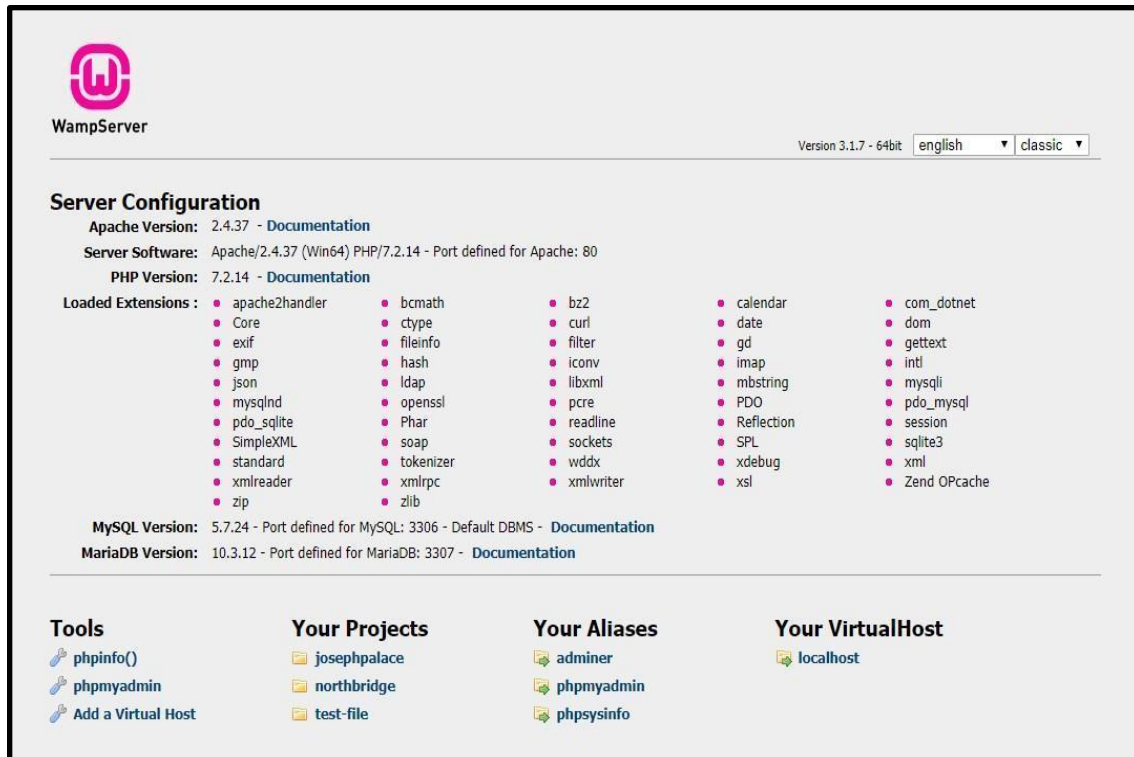 WampServer
Version 3.1.7 - 64bit english classic
Server Configuration
Apache Version: 2.4.37 - Documentation
Server Software: Apache/2.4.37 (Win64) PHP/7.2.14 - Port defined for Apache: 80
PHP Version: 7.2.14 - Documentation
Loaded Extensions : apache2handler bcmath bz2 calendar com_dotnet
Core ctype curl date dom
exif fileinfo filter gd gettext
gmp hash iconv imap intl
json ldap libxml mbstring mysqli
mysqlnd openssl pcre PDO pdo_mysql
pdo_sqlite Phar readline Reflection session
SimpleXML soap sockets SPL sqlite3
standard tokenizer wddx xdebug xml
xmlreader xmlrpc xmlwriter xsl Zend OPcache
zip zlib
MySQL Version: 5.7.24 - Port defined for MySQL: 3306 - Default DBMS - Documentation
MariaDB Version: 10.3.12 - Port defined for MariaDB: 3307 - Documentation
Tools Your Projects Your Aliases Your VirtualHost
phpinfo() josephpalace adminer localhost
phpmyadmin northbridge phpmyadmin
Add a Virtual Host test-file phpsysinfo